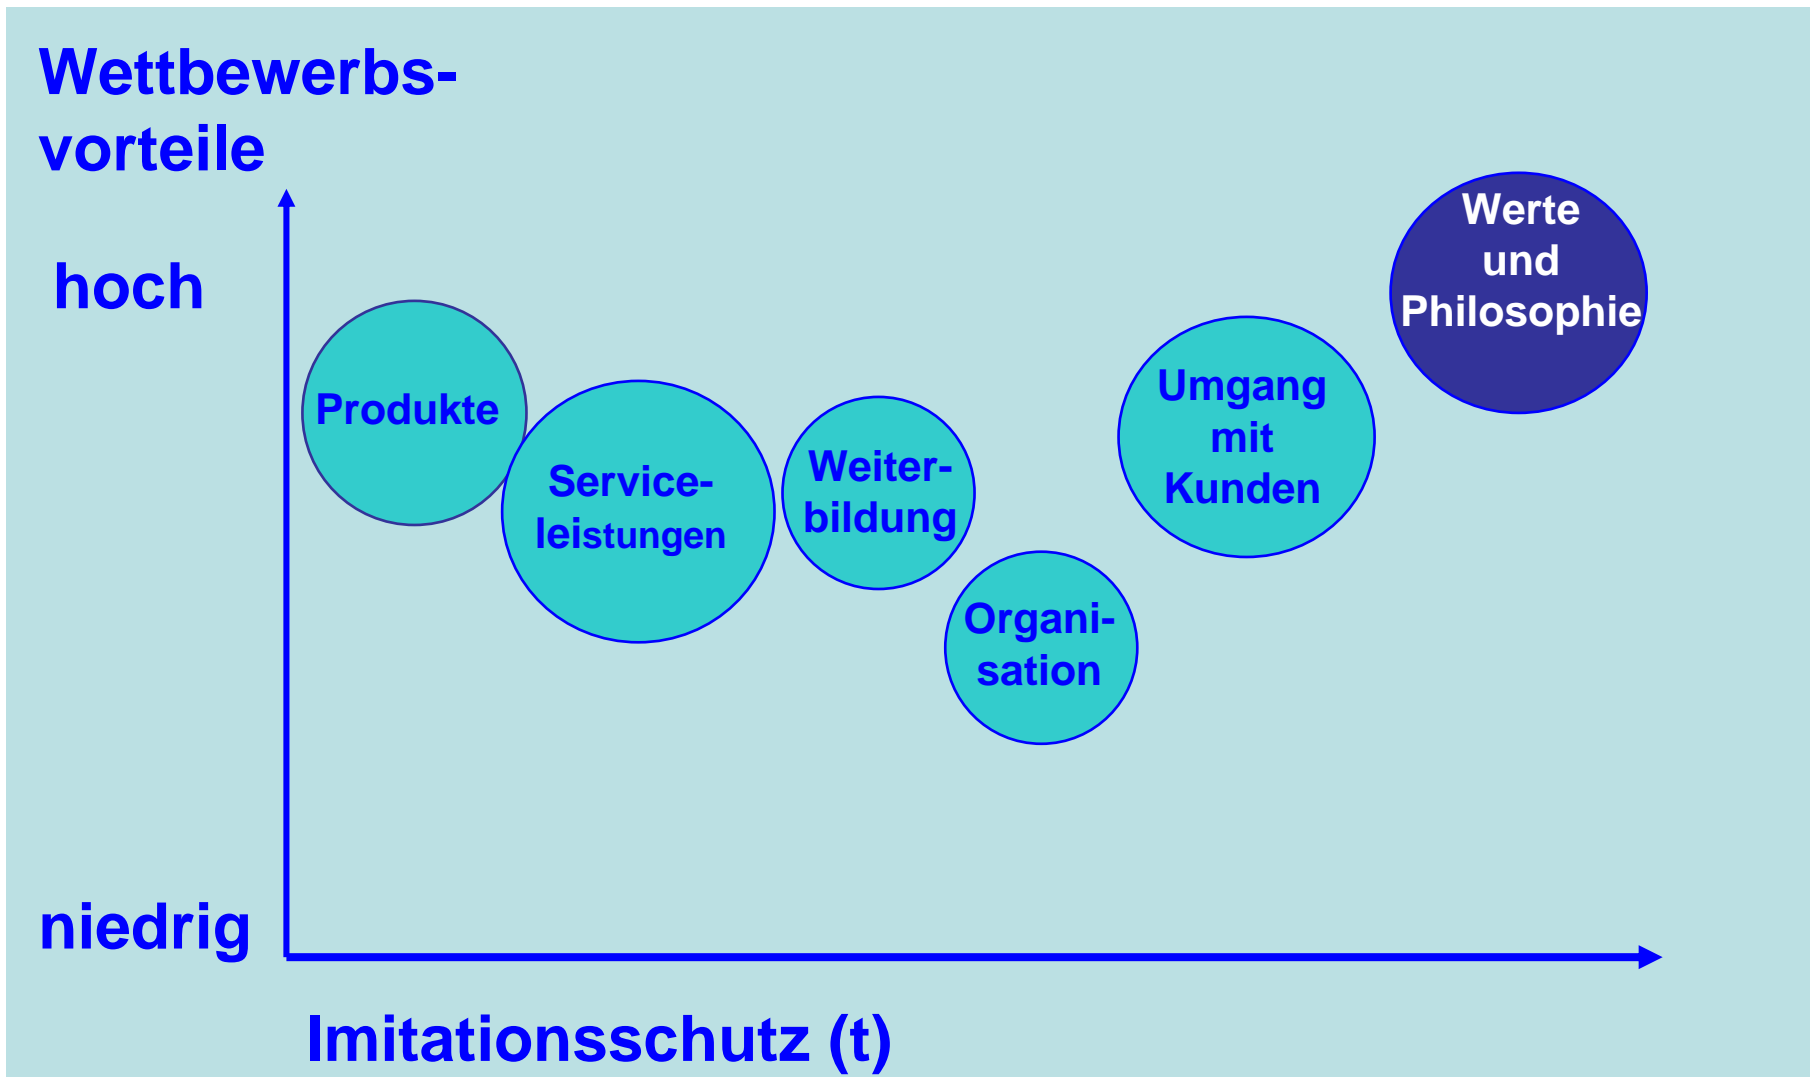 Wettbewerbs-
vorteile
hoch
niedrig
Produkte
Service-
leistungen
Weiter-
bildung
Organi-
sation
Umgang
mit
Kunden
Werte
und
Philosophie
Imitationsschutz (t)